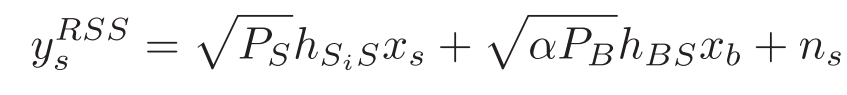 $y_s^{RSS} = \sqrt{P_S} h_{S_i S} x_s + \sqrt{\alpha P_B} h_{BS} x_b + n_s$